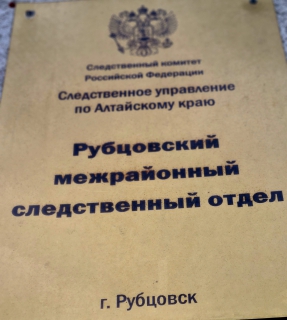 Следственный комитет
Российской Федерации
Следственное управление
по Алтайскому краю
Рубцовский
межрайонный
следственный отдел
г. Рубцовск